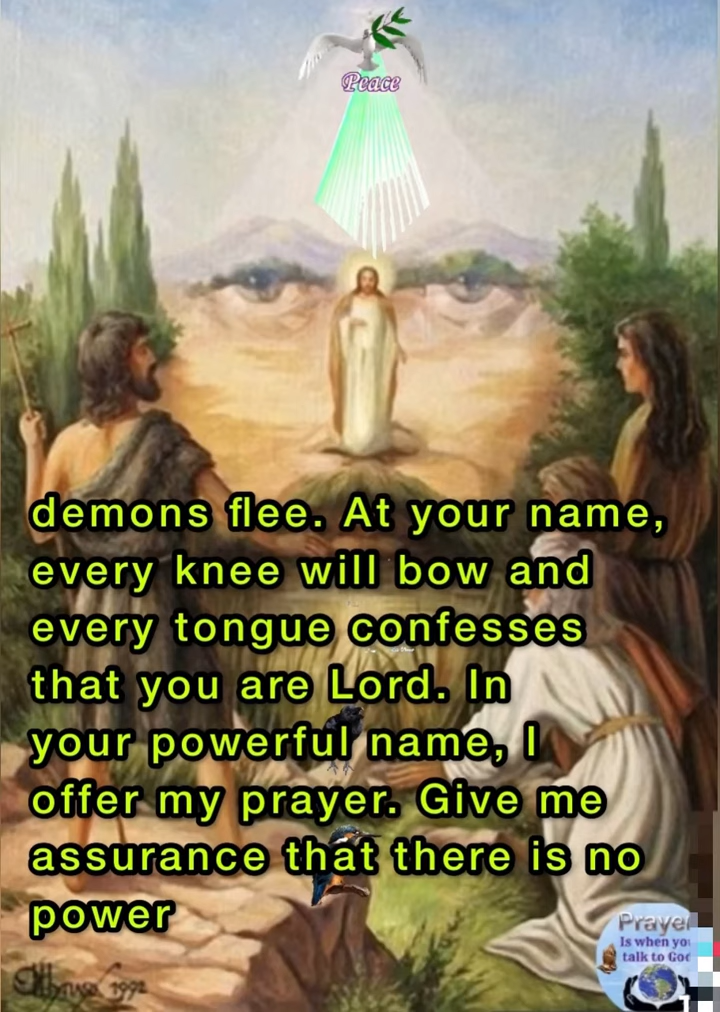 Peace
demons flee. At your name,
every knee will bow and
every tongue confesses
that you are Lord. In
your powerful name, I
offer my prayer. Give me
assurance that there is no
power
Prayer
Is when you
talk to God
1992